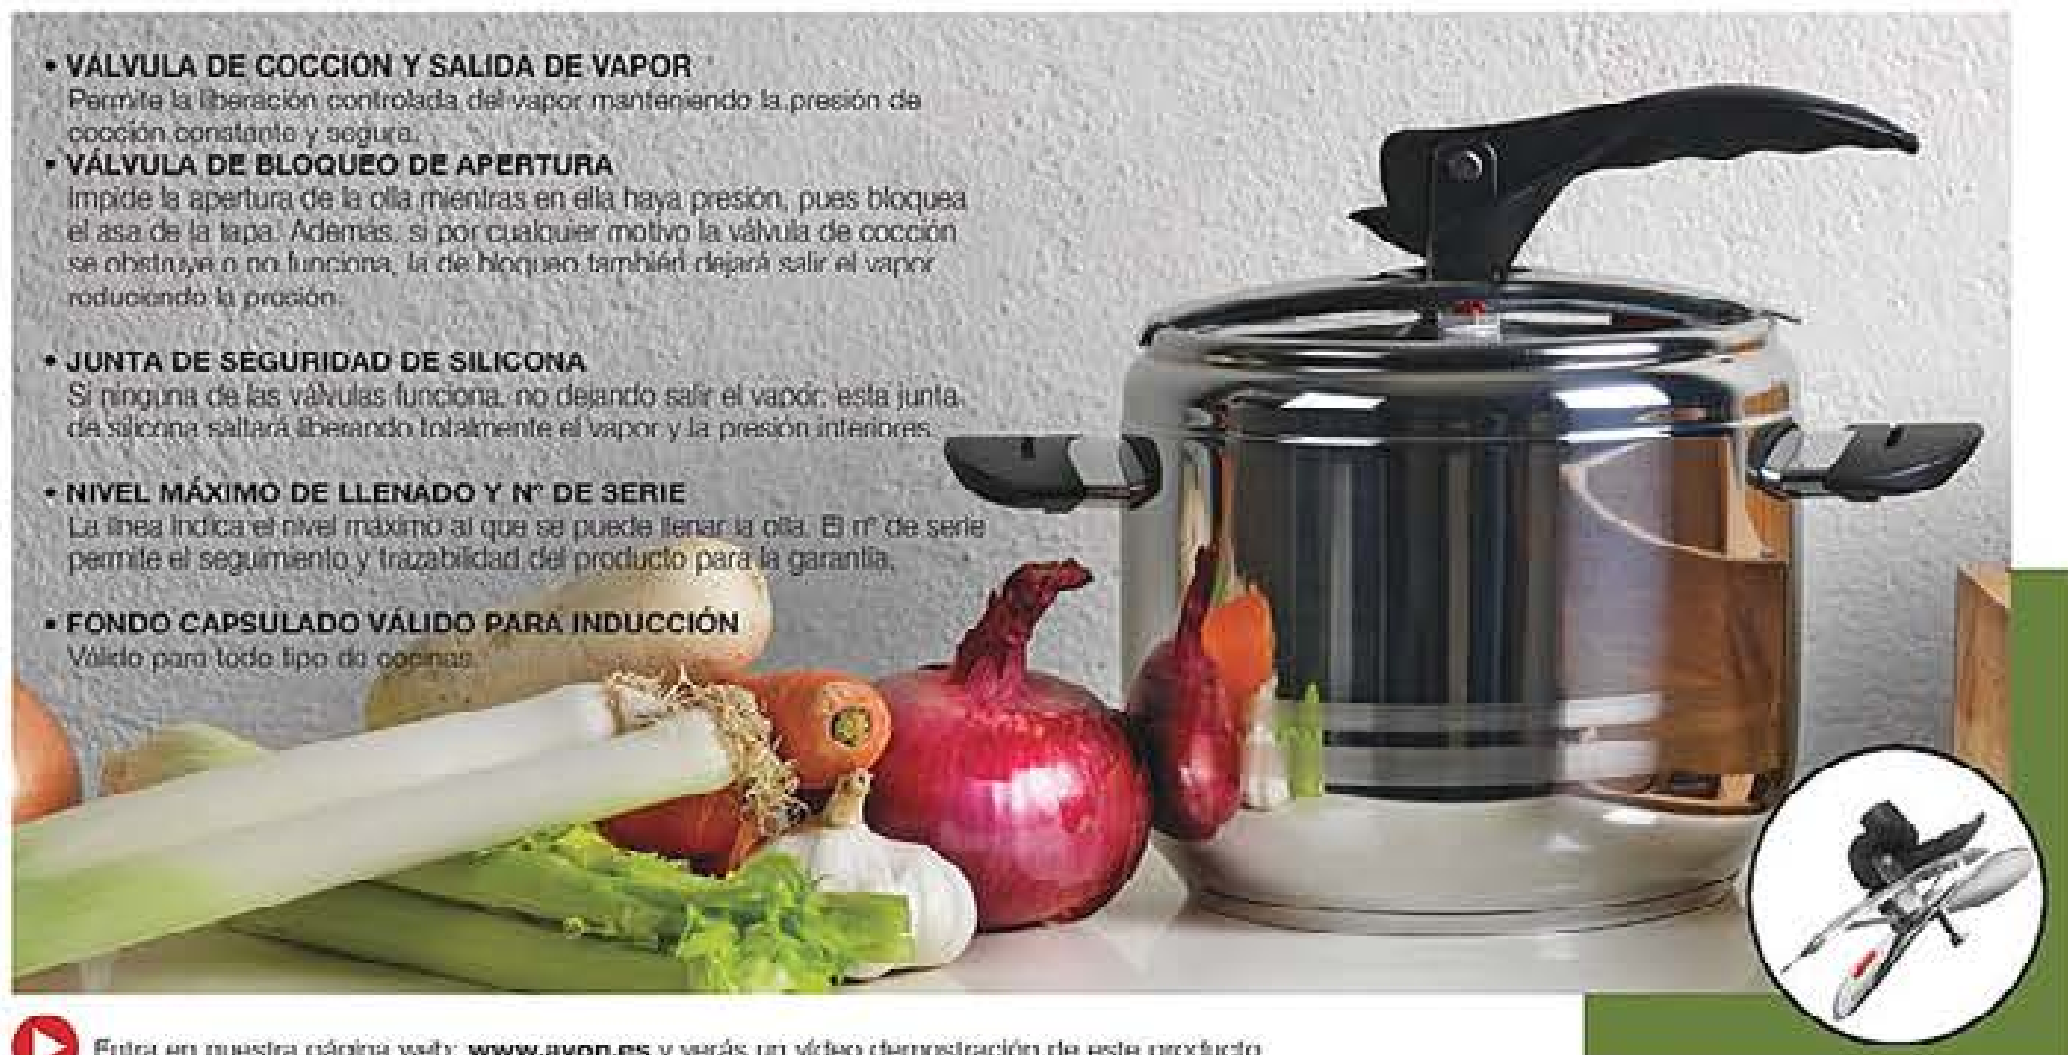 • VÁLVULA DE COCCIÓN Y SALIDA DE VAPOR
Permite la liberación controlada del vapor manteniendo la presión de
cocción constante y segura.
• VÁLVULA DE BLOQUEO DE APERTURA
Impide la apertura de la olla mientras en ella haya presión, pues bloquea
el asa de la tapa. Además, si por cualquier motivo la válvula de cocción
se obstruye o no funciona, la de bloqueo también dejará salir el vapor
reduciendo la presión.
• JUNTA DE SEGURIDAD DE SILICONA
Si ninguna de las válvulas funciona, no dejando salir el vapor, esta junta
de silicona saltará liberando totalmente el vapor y la presión interiores.
• NIVEL MÁXIMO DE LLENADO Y Nº DE SERIE
La línea indica el nivel máximo al que se puede llenar la olla. El nº de serie
permite el seguimiento y trazabilidad del producto para la garantía.
• FONDO CAPSULADO VÁLIDO PARA INDUCCIÓN
Válido para todo tipo de cocinas.
Entra en nuestra página web: www.avon.es y verás un vídeo demostración de este producto